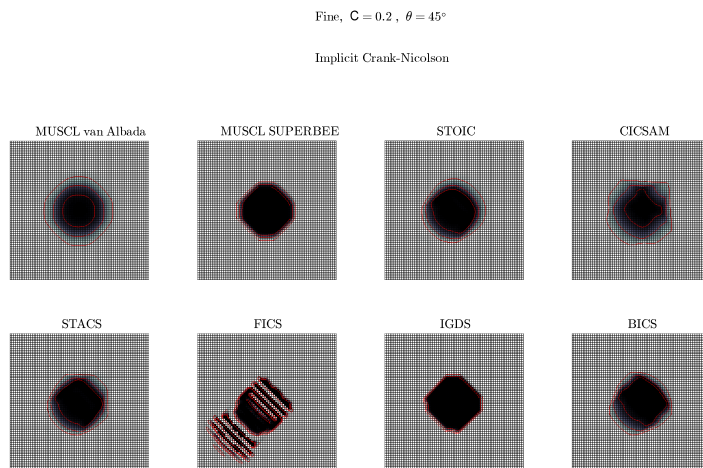 Fine, C = 0.2 , θ = 45°
Implicit Crank-Nicolson
MUSCL van Albada
MUSCL SUPERBEE
STOIC
CICSAM
STACS
FICS
IGDS
BICS